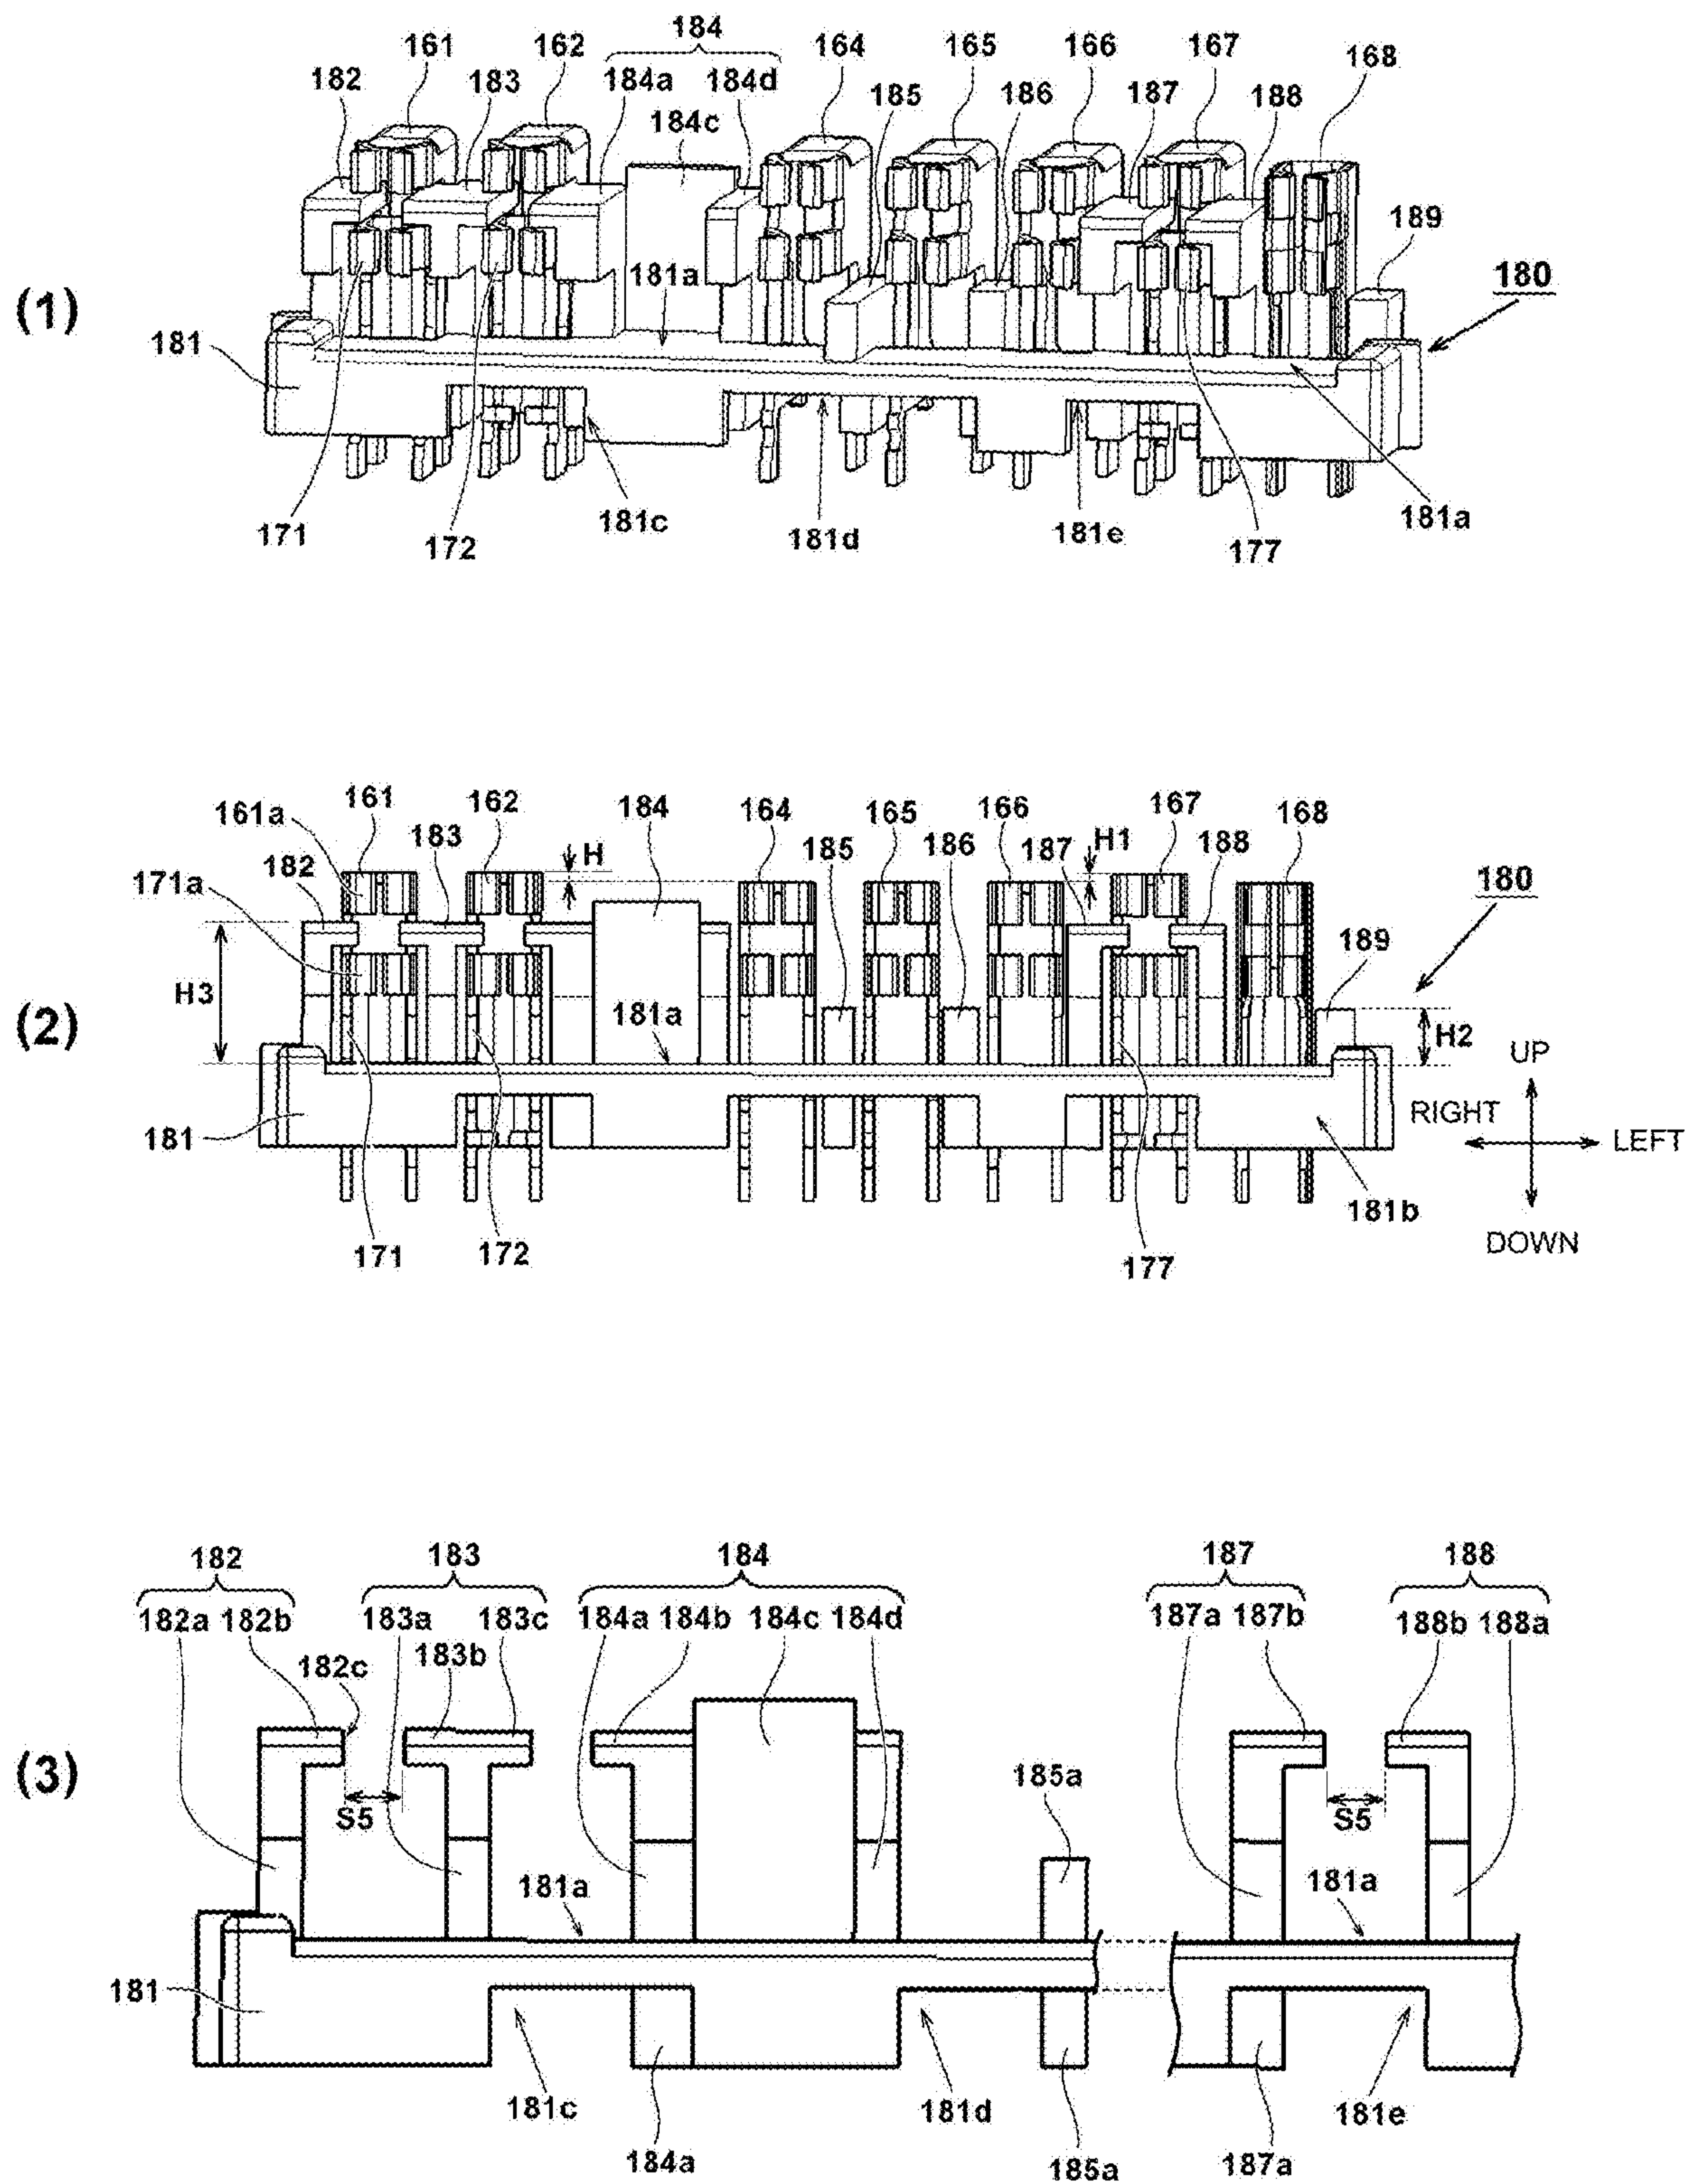 (1)
184
161 162 164 165 166 167 168
182 183 184a 184d 185 186 187 188
184c
189
181a
180
181
171 172 181c 181d 181e 177 181a
(2)
161a 161 162 184 164 165 166 167 168
171a 182 183 H 185 186 187 H1 188
180
189
H3
181a
H2
UP
RIGHT
LEFT
DOWN
181
171 172 177 181b
(3)
182 183 184 187 188
182a 182b 183a 183c 184a 184b 184c 184d 187a 187b 188b 188a
182c 183b
185a
S5 S5
181a 181a
181
181c 181d 181e
184a 185a 187a